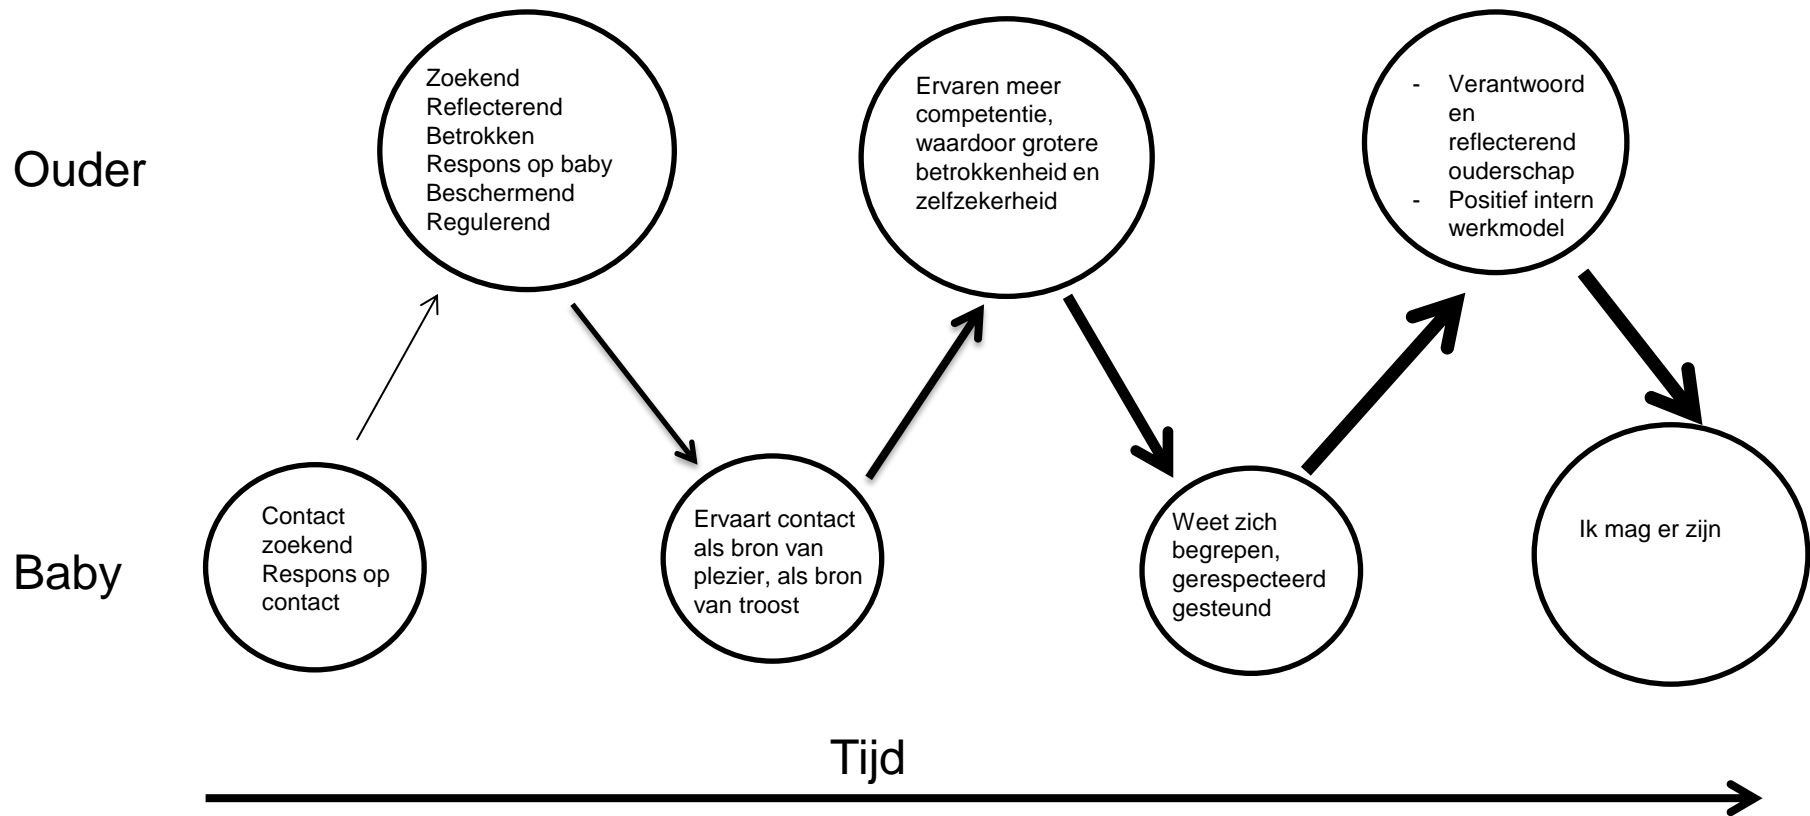 Ouder
Zoekend
Reflecterend
Betrokken
Respons op baby
Beschermend
Regulerend
Ervaren meer
competentie,
waardoor grotere
betrokkenheid en
zelfzekerheid
- Verantwoord
en
reflecterend
ouderschap
- Positief intern
werkmodel
Baby
Contact
zoekend
Respons op
contact
Ervaart contact
als bron van
plezier, als bron
van troost
Weet zich
begrepen,
gerespecteerd
gesteund
Ik mag er zijn
Tijd